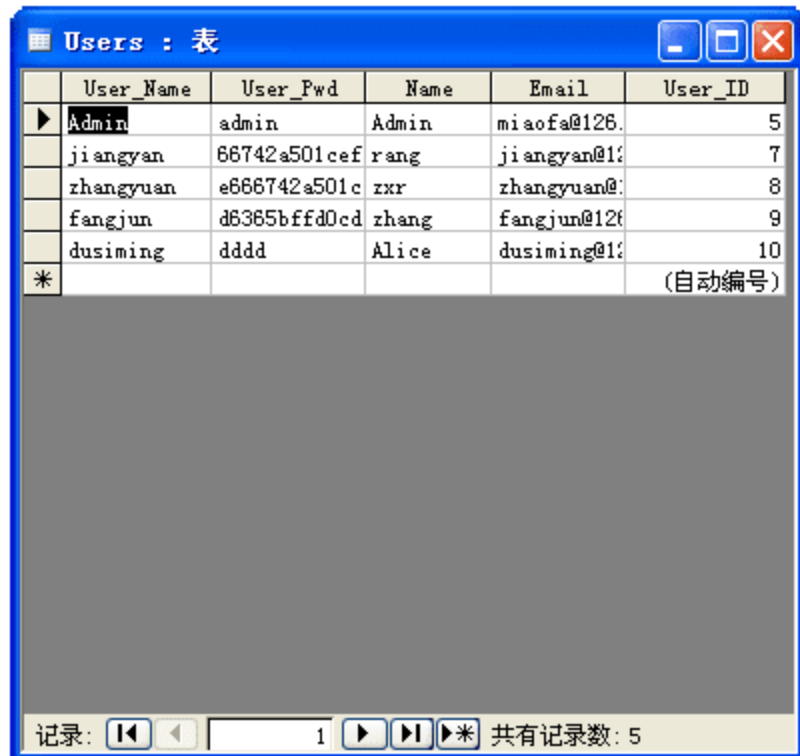 Users : 表
User_Name User_Pwd Name Email User_ID
Admin admin Admin miaofa@126. 5
jiangyan 66742a501cef rang jiangyan@12 7
zhangyuan e666742a501c zxr zhangyuan@ 8
fangjun d6365bffd0cd zhang fangjun@126 9
dusiming dddd Alice dusiming@12 10
(自动编号)
记录: 1 共有记录数: 5